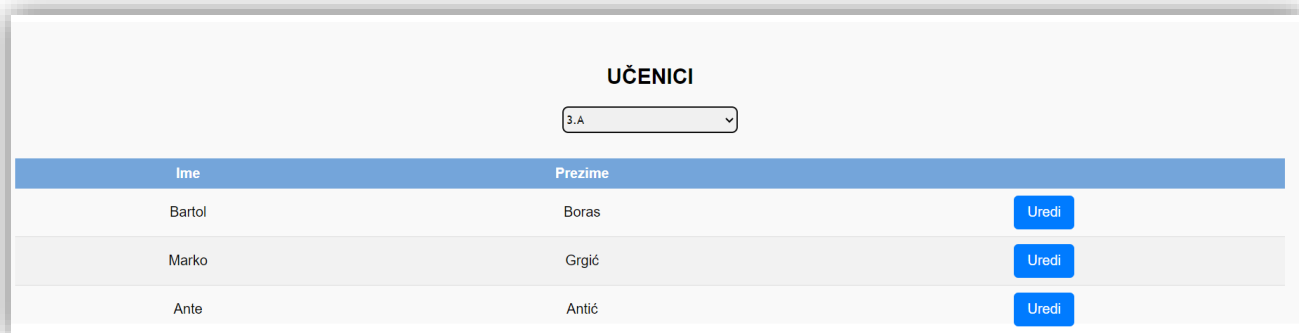 UČENICI
3.A
Ime Prezime
Bartol Boras Uredi
Marko Grgić Uredi
Ante Antić Uredi